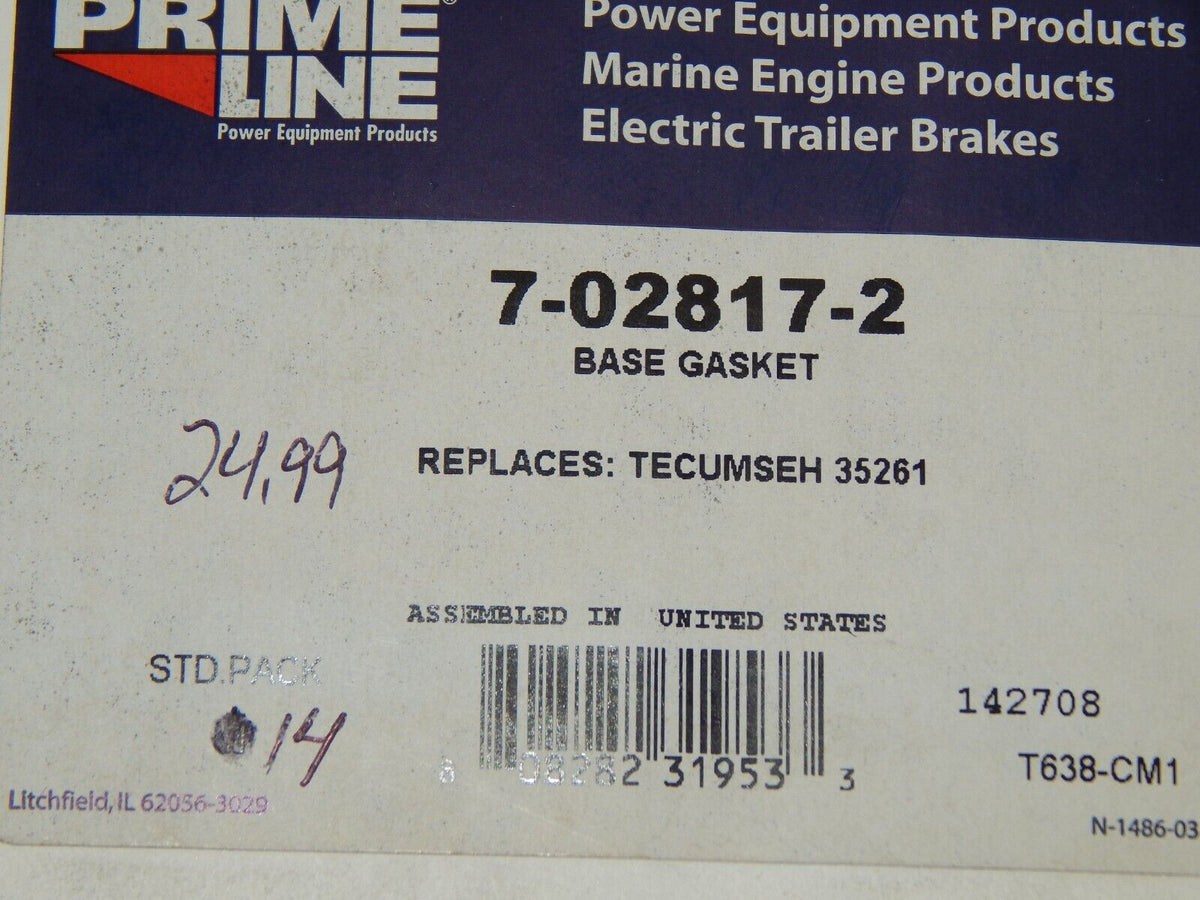 PRIME®
LINE
Power Equipment Products
Power Equipment Products
Marine Engine Products
Electric Trailer Brakes
7-02817-2
BASE GASKET
24.99
REPLACES: TECUMSEH 35261
ASSEMBLED IN UNITED STATES
STD.PACK
14
8 08282 31953 3
142708
T638-CM1
Litchfield, IL 62056-3029
N-1486-03